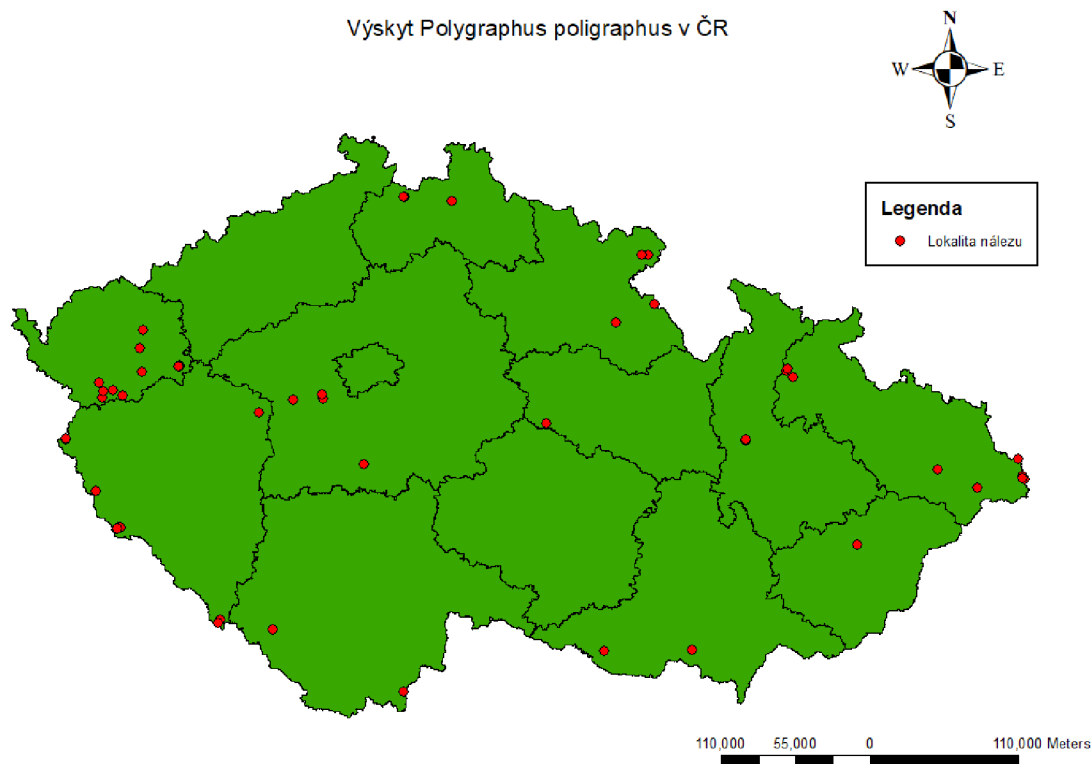 Výskyt Polygraphus poligraphus v ČR
N
W E
S
Legenda
Lokalita nálezu
110,000 55,000 0 110,000 Meters